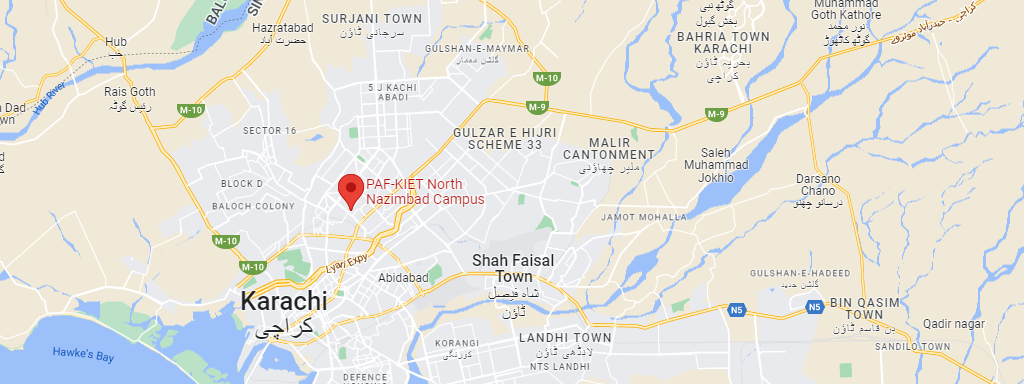 BAL
SIN
SURJANI TOWN
سرجانی ٹاؤن
گوٹھ نبی
بخش گبول
Muhammad
Goth Kathore
نور محمد
گوٹھ کاٹھوڑ
کراچی - حیدرآباد موٹروے
Hazratabad
حضرت آباد
Hub
حب
GULSHAN-E-MAYMAR
گلشن معمار
BAHRIA TOWN
KARACHI
بحریہ ٹاؤن
کراچی
M-10
5 J KACHI
ABADI
Hub River
Rais Goth
رئیس گوٹھ
n Dad
wn
M-10
M-9
M-9
SECTOR 16
GULZAR E HIJRI
SCHEME 33
MALIR
CANTONMENT
ملیر چھاؤنی
Saleh
Muhammad
Jokhio
Darsano
Chano
درسانو چھنو
BLOCK D
PAF-KIET North
Nazimbad Campus
BALOCH COLONY
JAMOT MOHALLA
M-10
M-10
Lyari Expy
Abidabad
Shah Faisal
Town
شاہ فیصل
ٹاؤن
GULSHAN-E-HADEED
گلشن حدید
Karachi
کراچی
N5
N5
BIN QASIM
TOWN
بن قاسم ٹاؤن
Qadir nagar
Hawke's Bay
KORANGI
کورنگی
LANDHI TOWN
لانڈھی ٹاؤن
NTS LANDHI
SANDILO TOWN
DEFENCE